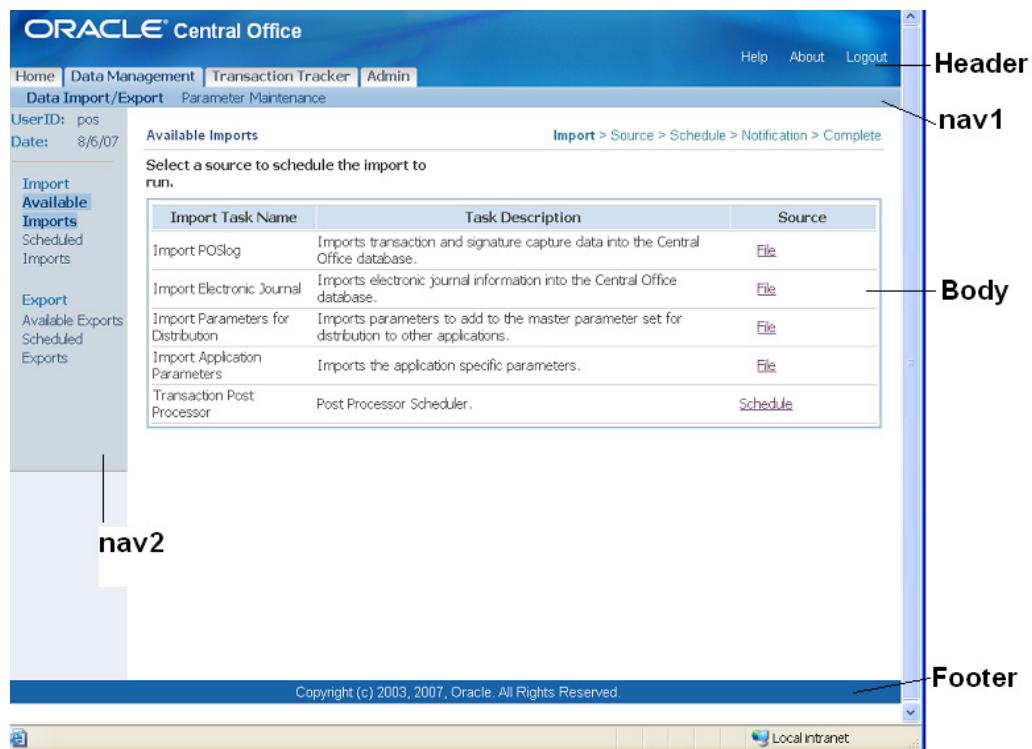 ORACLE Central Office
Help About Logout
Header
Home Data Management Transaction Tracker Admin
Data Import/Export Parameter Maintenance
nav1
UserID: pos
Date: 8/6/07
Available Imports
Import > Source > Schedule > Notification > Complete
Select a source to schedule the import to
run.
Import
Available
Imports
Scheduled
Imports
Export
Available Exports
Scheduled
Exports
nav2
Import Task Name Task Description Source
Import POSlog Imports transaction and signature capture data into the Central
Office database. File
Import Electronic Journal Imports electronic journal information into the Central Office
database. File
Body
Import Parameters for
Distribution Imports parameters to add to the master parameter set for
distribution to other applications. File
Import Application
Parameters Imports the application specific parameters. File
Transaction Post
Processor Post Processor Scheduler. Schedule
Copyright (c) 2003, 2007, Oracle. All Rights Reserved.
Footer
Local intranet